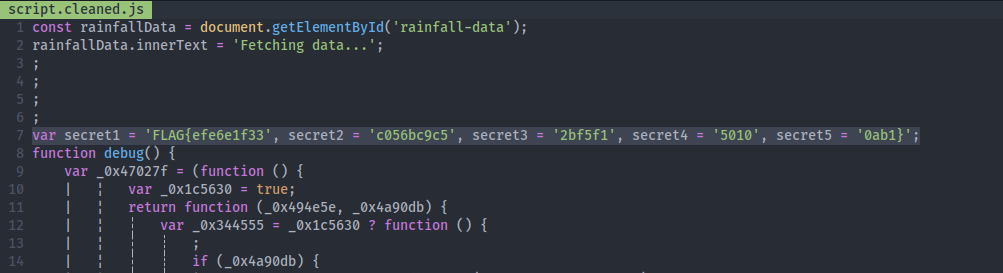 script.cleaned.js
1 const rainfallData = document.getElementById('rainfall-data');
2 rainfallData.innerText = 'Fetching data...';
3 ;
4 ;
5 ;
6 ;
7 var secret1 = 'FLAG{efe6e1f33', secret2 = 'c056bc9c5', secret3 = '2bf5f1', secret4 = '5010', secret5 = '0ab1}';
8 function debug() {
9 var _0x47027f = (function () {
10 var _0x1c5630 = true;
11 return function (_0x494e5e, _0x4a90db) {
12 var _0x344555 = _0x1c5630 ? function () {
13 ;
14 if (_0x4a90db) {